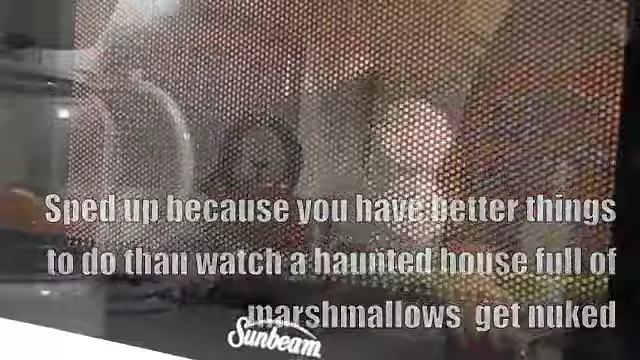 Sped up because you have better things
to do than watch a haunted house full of
marshmallows get nuked
Sunbeam